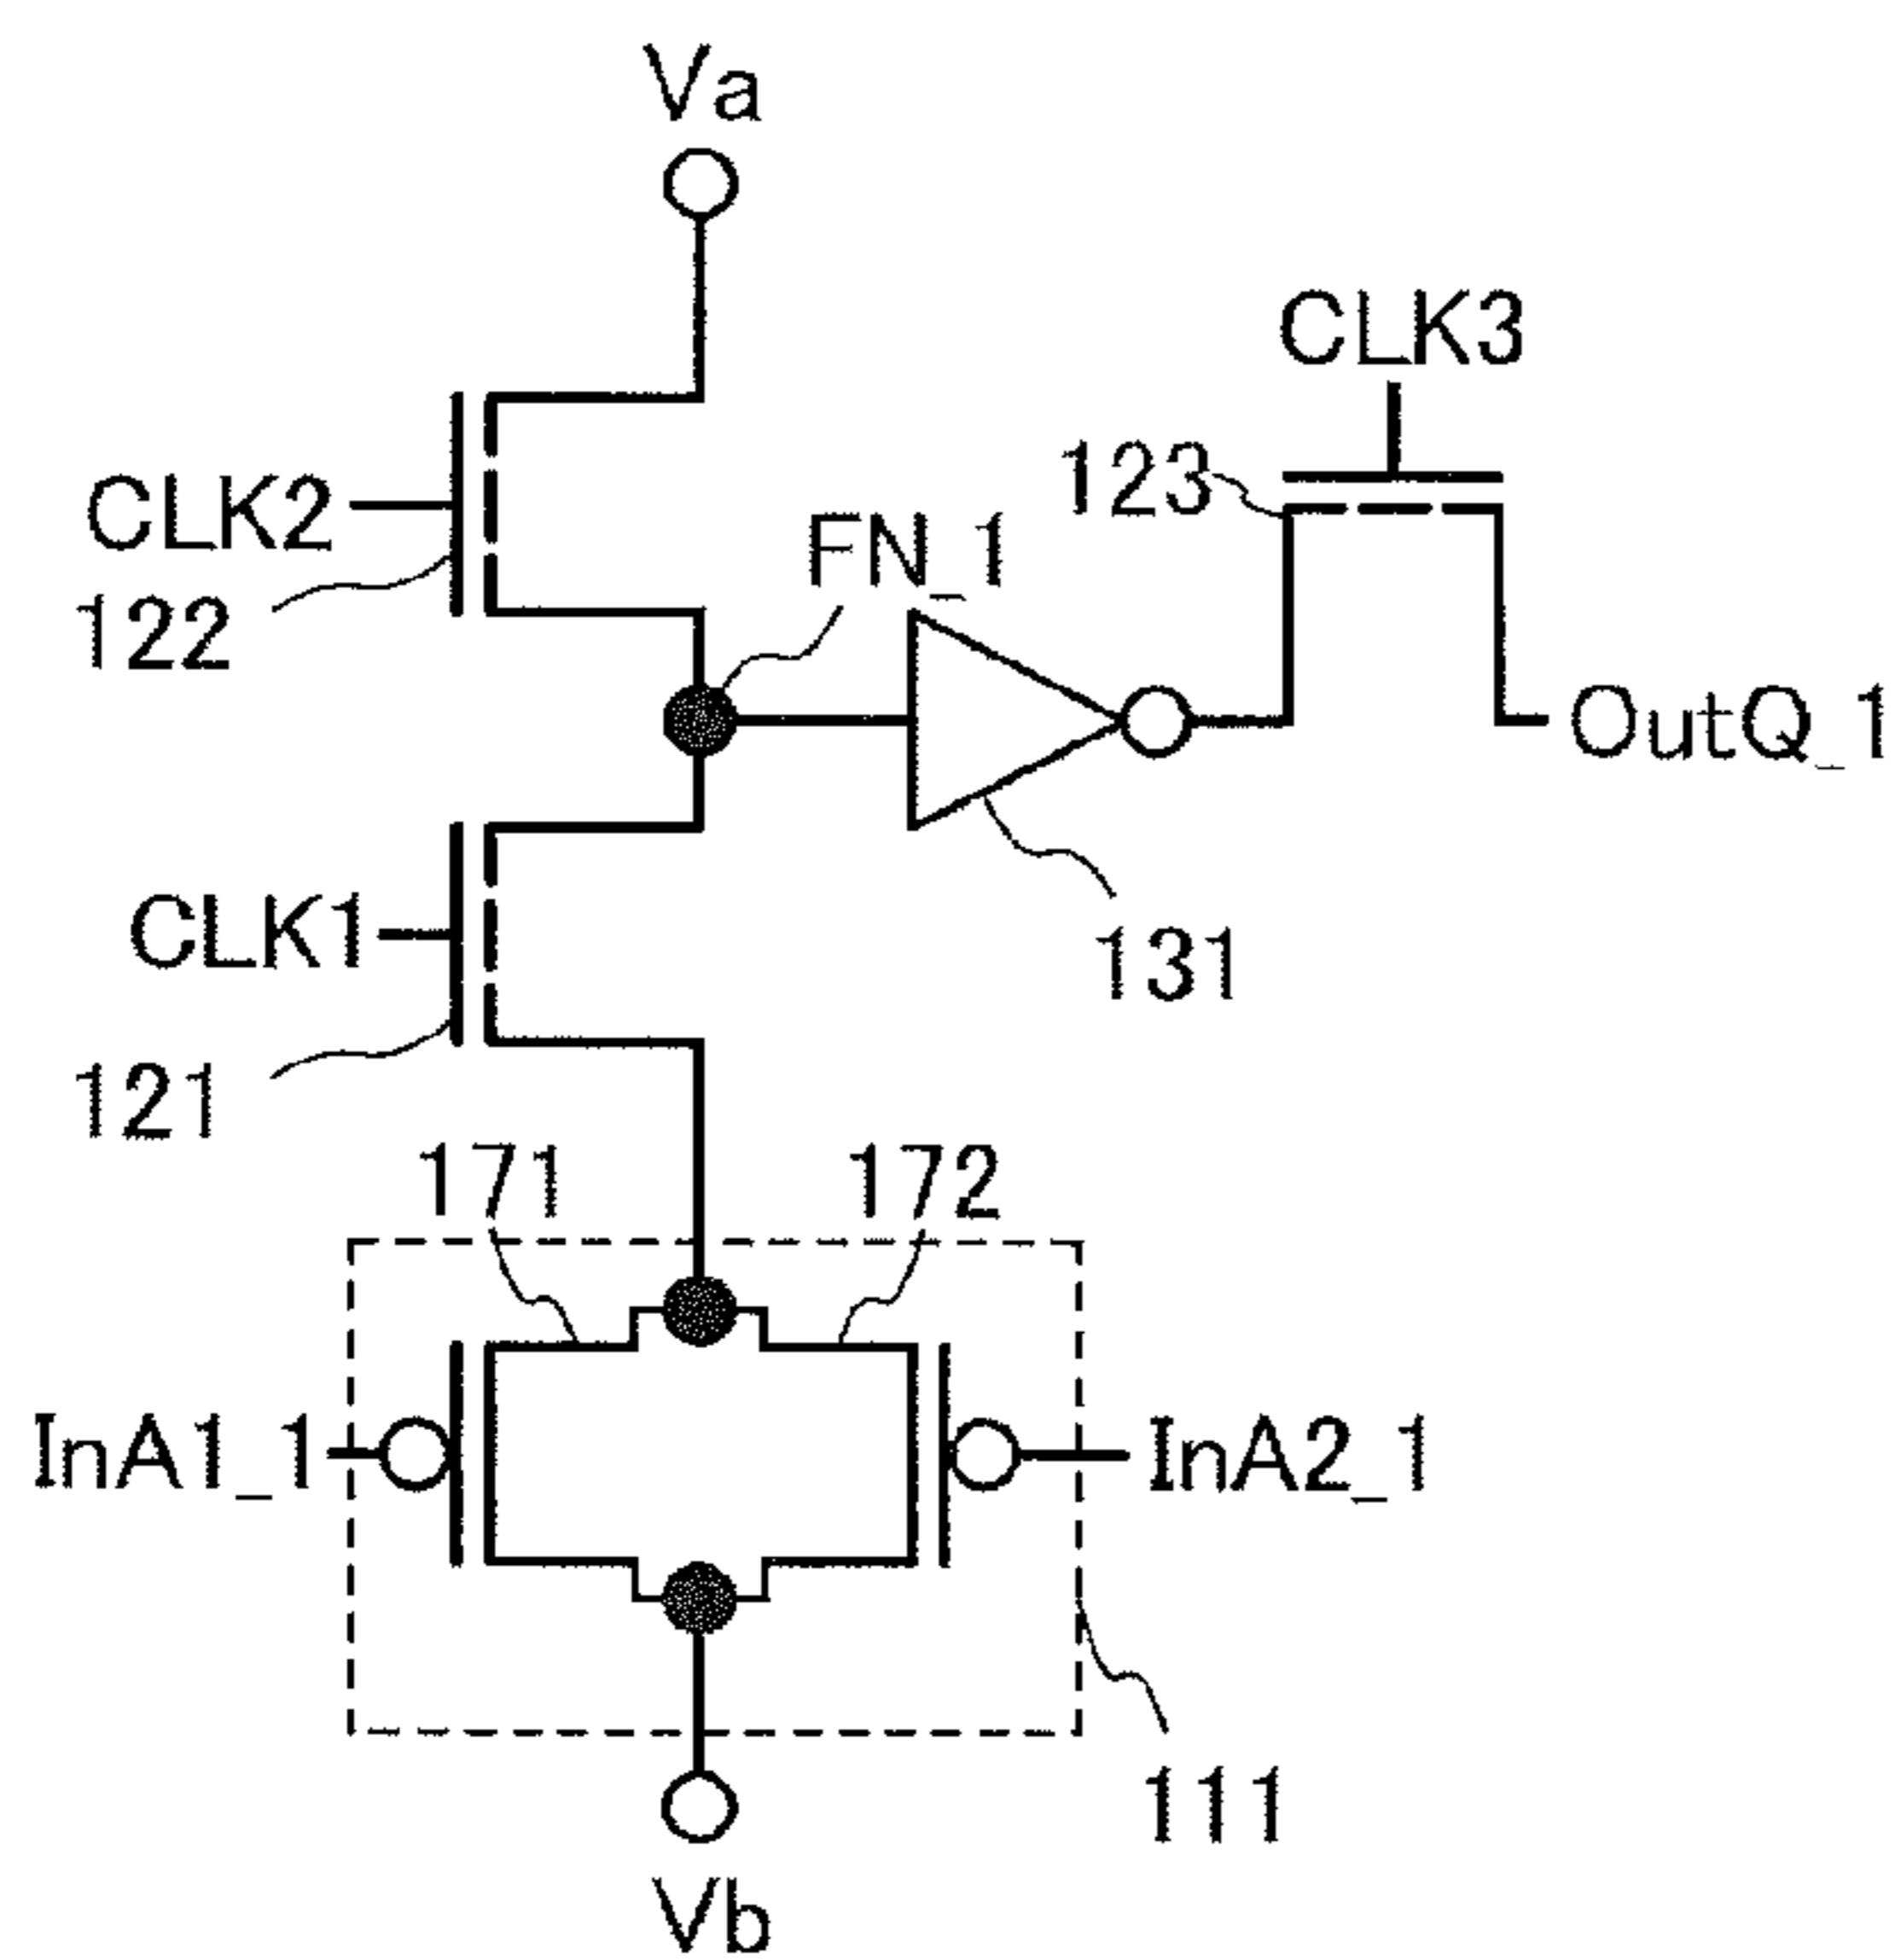 Va
CLK3
123
CLK2
FN_1
122
OutQ_1
CLK1
131
121
171
172
InA1_1
InA2_1
111
Vb